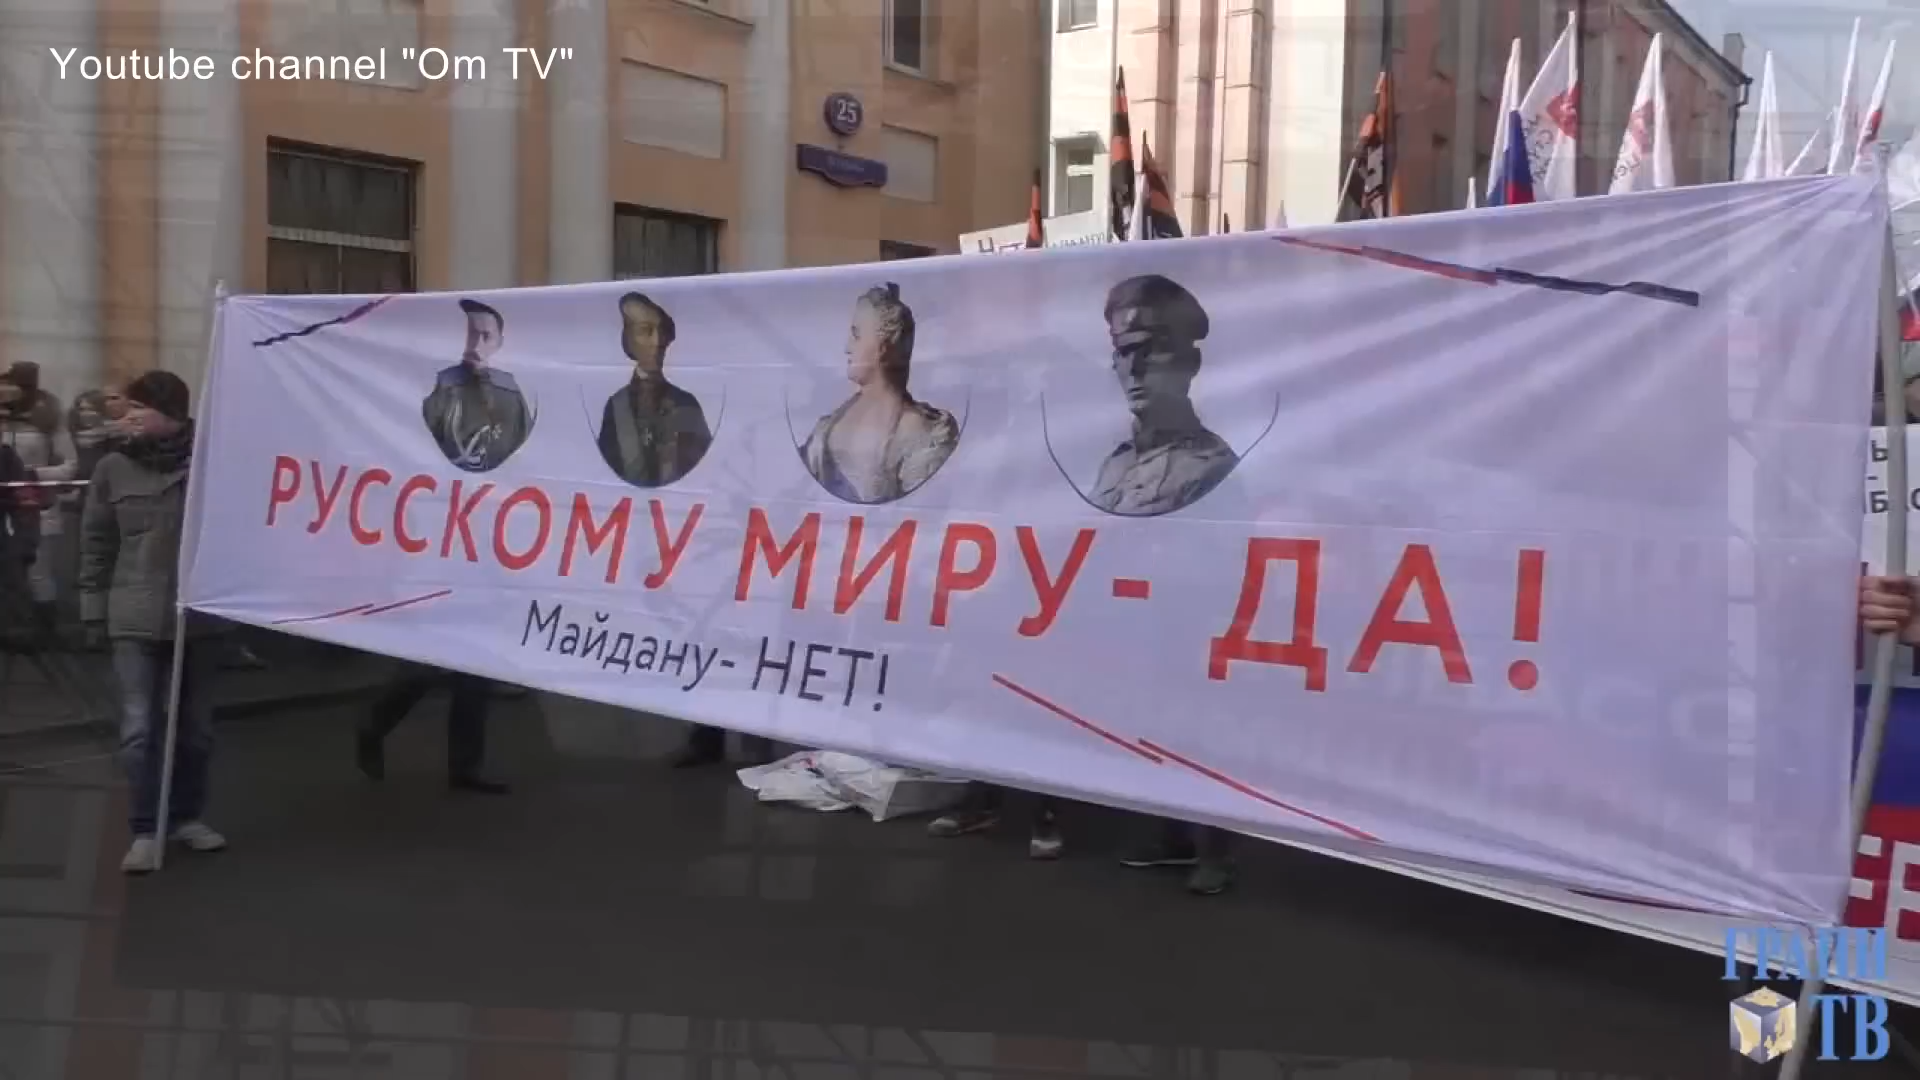 Youtube channel "Om TV"
25
РУССКОМУ МИРУ - ДА!
Майдану - НЕТ!
ГРАНИ
ТВ